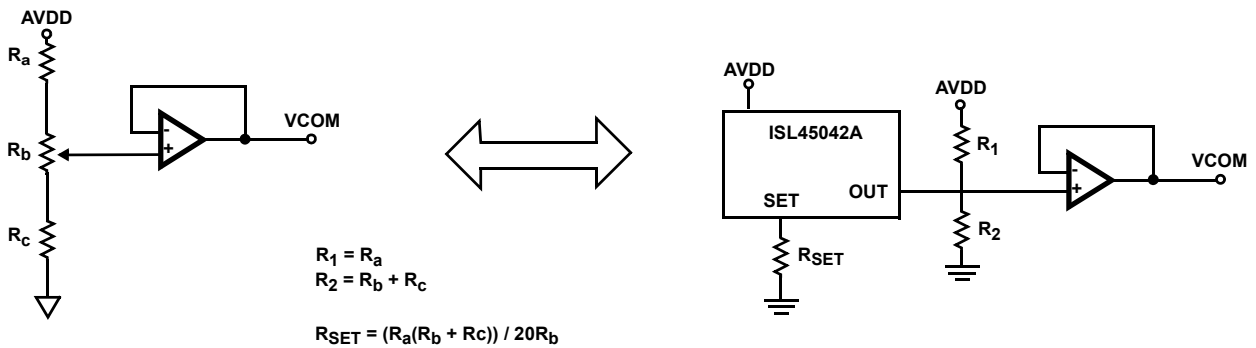 AVDD
Ra
Rb
Rc
-
+
VCOM
R1 = Ra
R2 = Rb + Rc
RSET = (Ra(Rb + Rc)) / 20Rb
AVDD
ISL45042A
SET
OUT
RSET
AVDD
R1
R2
-
+
VCOM